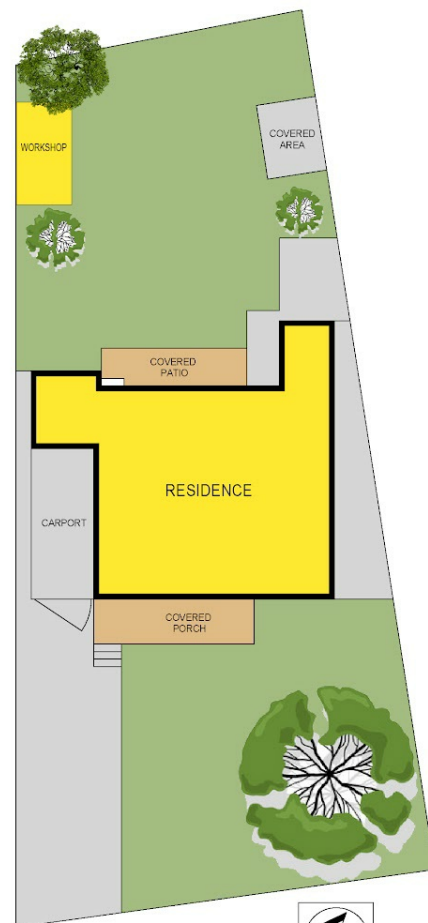 WORKSHOP
COVERED
AREA
COVERED
PATIO
RESIDENCE
CARPORT
COVERED
PORCH